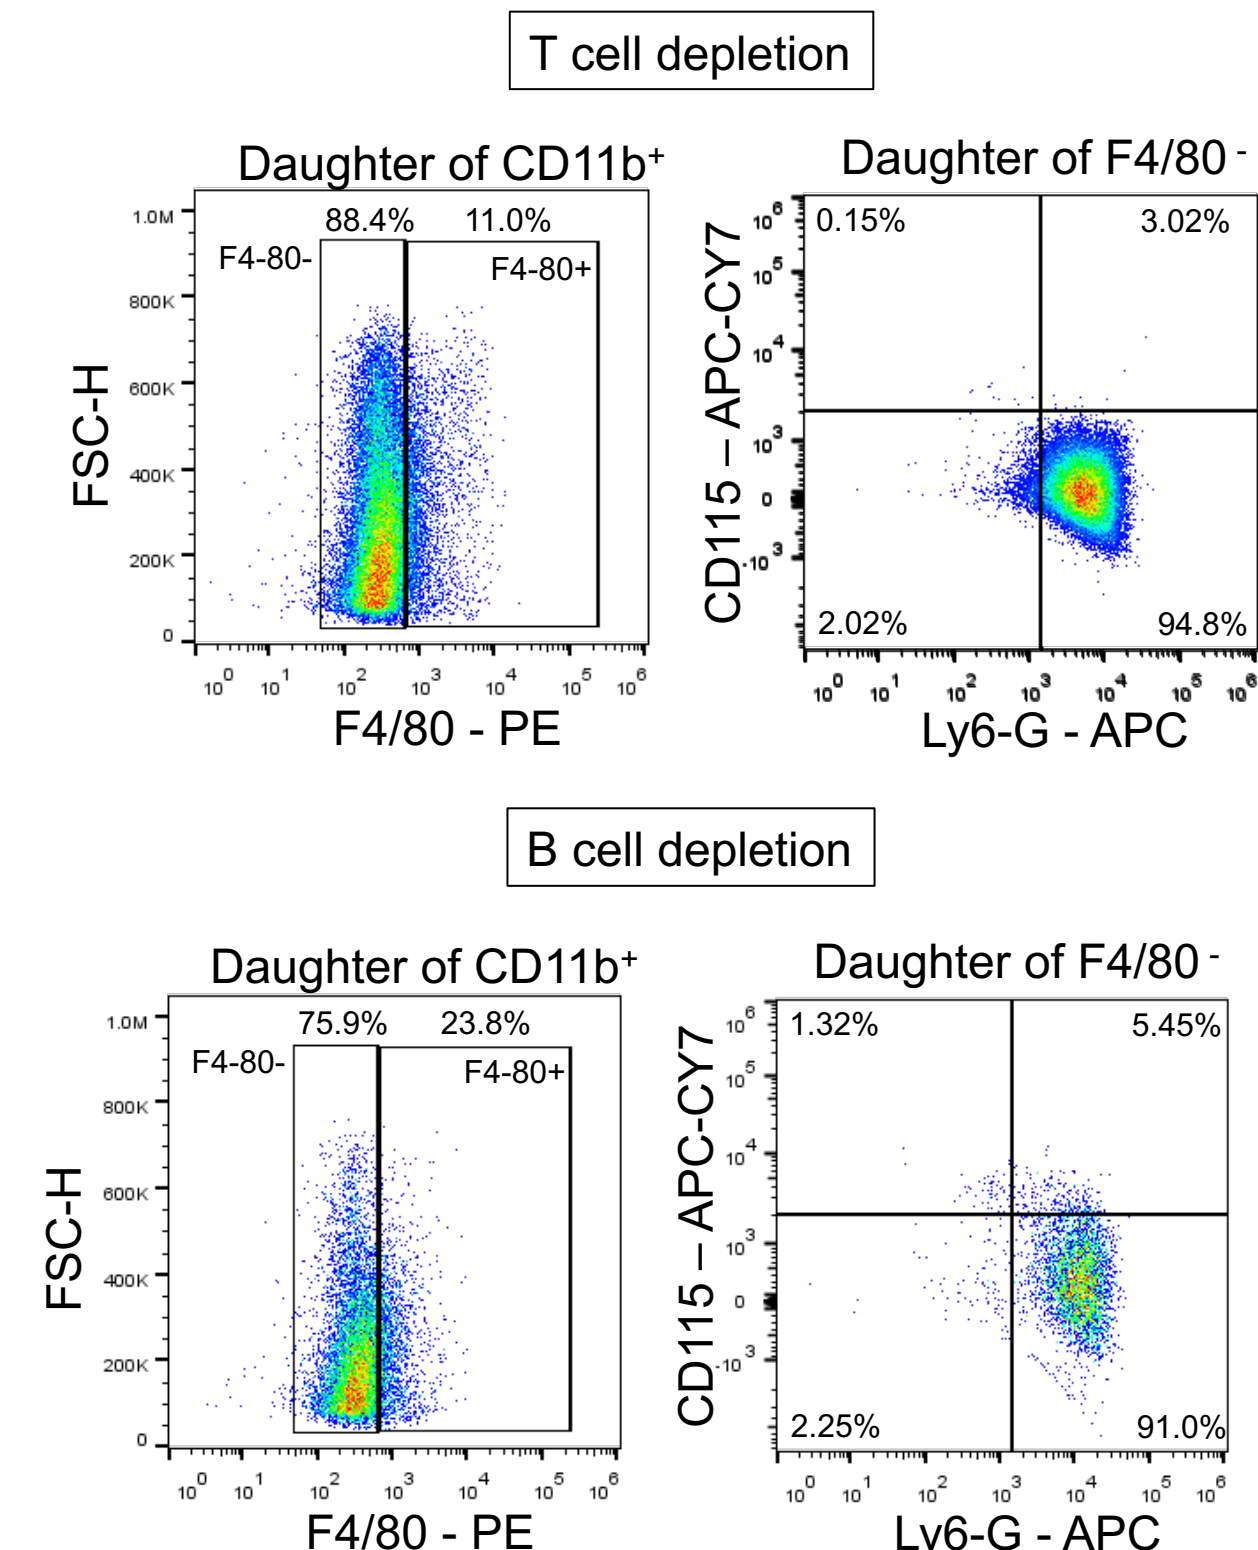 T cell depletion
Daughter of CD11b+
Daughter of F4/80 -
88.4% 11.0%
F4-80-
F4-80+
1.0M
800K
600K
400K
200K
0
FSC-H
10^0 10^1 10^2 10^3 10^4 10^5 10^6
F4/80 - PE
0.15% 3.02%
10^6
10^5
10^4
10^3
0
-10^3
CD115 – APC-CY7
2.02% 94.8%
10^0 10^1 10^2 10^3 10^4 10^5 10^6
Ly6-G - APC
B cell depletion
Daughter of CD11b+
Daughter of F4/80 -
75.9% 23.8%
F4-80-
F4-80+
1.0M
800K
600K
400K
200K
0
FSC-H
10^0 10^1 10^2 10^3 10^4 10^5 10^6
F4/80 - PE
1.32% 5.45%
10^6
10^5
10^4
10^3
0
-10^3
CD115 – APC-CY7
2.25% 91.0%
10^0 10^1 10^2 10^3 10^4 10^5 10^6
Ly6-G - APC